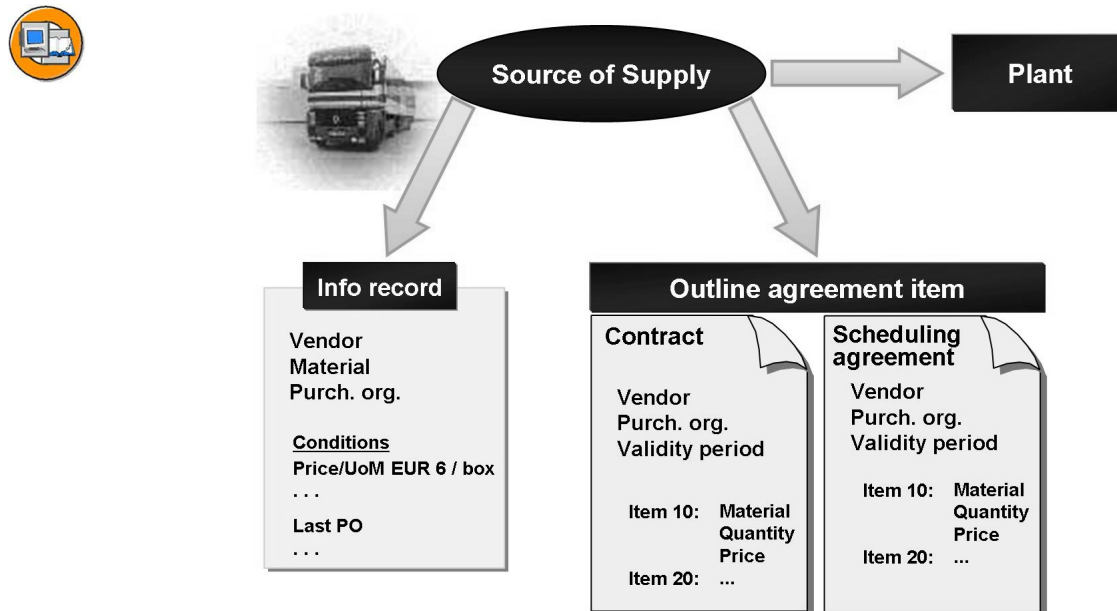 Source of Supply
Plant
Info record
Vendor
Material
Purch. org.
Conditions
Price/UoM EUR 6 / box
. . .
Last PO
. . .
Outline agreement item
Contract
Vendor
Purch. org.
Validity period
Item 10: Material
Quantity
Price
Item 20: ...
Scheduling
agreement
Vendor
Purch. org.
Validity period
Item 10: Material
Quantity
Price
Item 20: ...